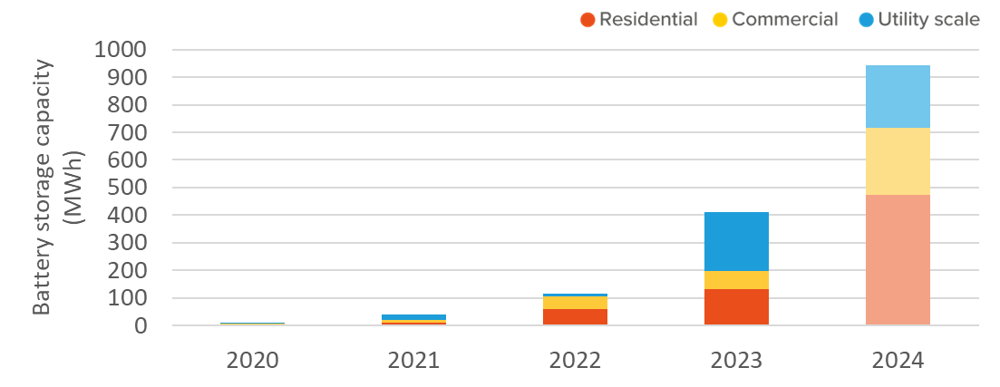 Residential Commercial Utility scale
Battery storage capacity
(MWh)
1000
900
800
700
600
500
400
300
200
100
0
2020 2021 2022 2023 2024